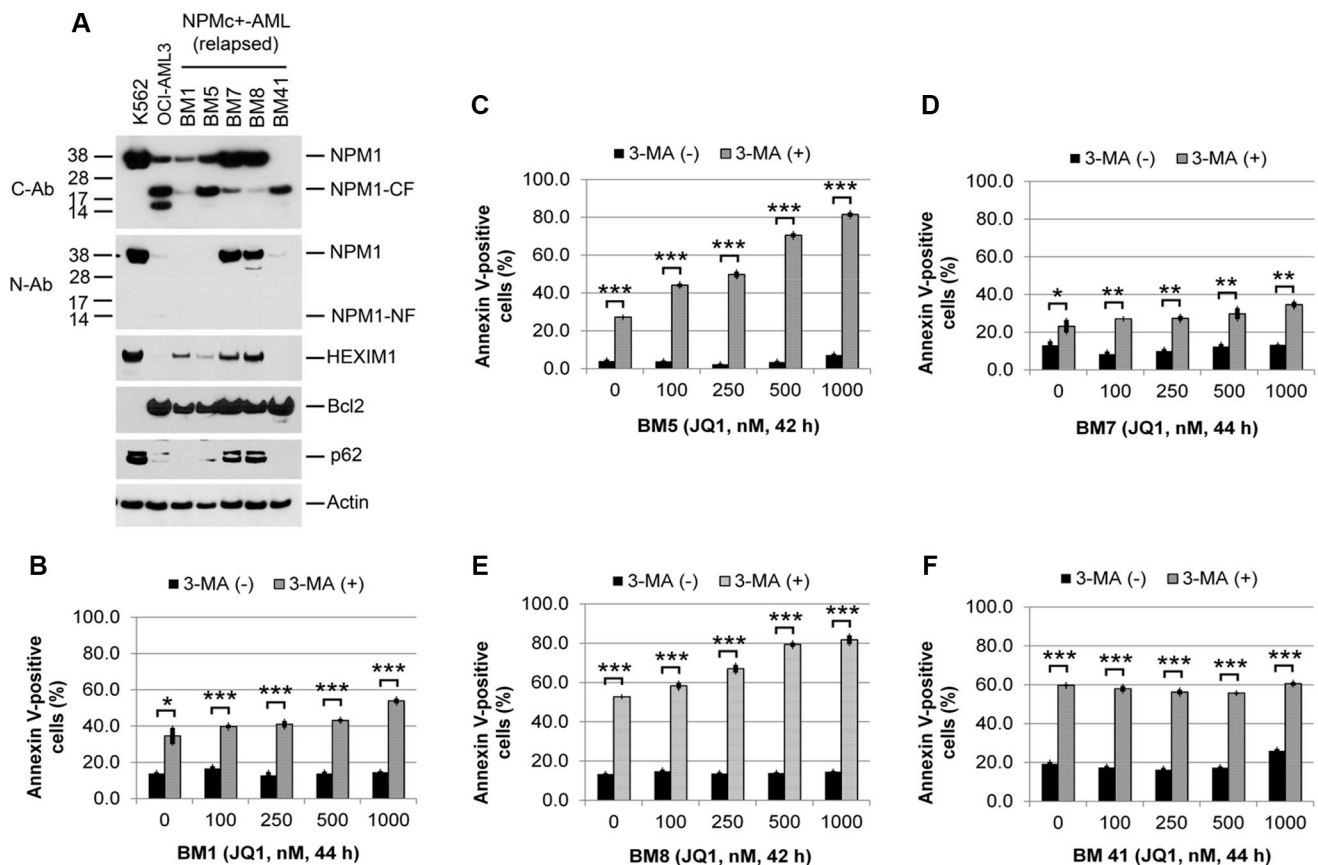 A
NPMc+-AML
(relapsed)
K562
OCI-AML3
BM1
BM5
BM7
BM8
BM41
C-Ab
38
28
17
14
NPM1
NPM1-CF
N-Ab
38
28
17
14
NPM1
NPM1-NF
HEXIM1
Bcl2
p62
Actin
C
3-MA (-) 3-MA (+)
Annexin V-positive
cells (%)
100.0
80.0
60.0
40.0
20.0
0.0
*** *** *** *** ***
0 100 250 500 1000
BM5 (JQ1, nM, 42 h)
D
3-MA (-) 3-MA (+)
Annexin V-positive
cells (%)
100.0
80.0
60.0
40.0
20.0
0.0
* ** ** ** **
0 100 250 500 1000
BM7 (JQ1, nM, 44 h)
B
3-MA (-) 3-MA (+)
Annexin V-positive
cells (%)
100.0
80.0
60.0
40.0
20.0
0.0
* *** *** *** ***
0 100 250 500 1000
BM1 (JQ1, nM, 44 h)
E
3-MA (-) 3-MA (+)
Annexin V-positive
cells (%)
100.0
80.0
60.0
40.0
20.0
0.0
*** *** *** *** ***
0 100 250 500 1000
BM8 (JQ1, nM, 42 h)
F
3-MA (-) 3-MA (+)
Annexin V-positive
cells (%)
100.0
80.0
60.0
40.0
20.0
0.0
*** *** *** *** ***
0 100 250 500 1000
BM 41 (JQ1, nM, 44 h)